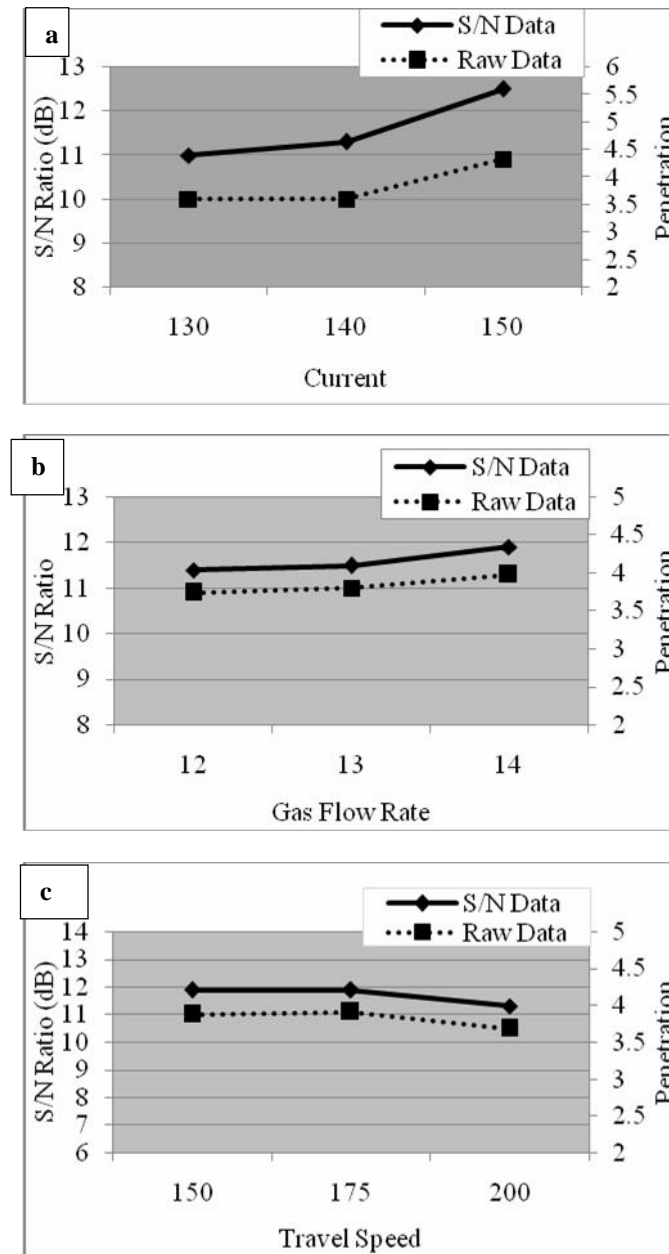 a
S/N Data
Raw Data
13
12
11
10
9
8
S/N Ratio (dB)
6
5.5
5
4.5
4
3.5
3
2.5
2
Penetration
130 140 150
Current
b
S/N Data
Raw Data
13
12
11
10
9
8
S/N Ratio
5
4.5
4
3.5
3
2.5
2
Penetration
12 13 14
Gas Flow Rate
c
S/N Data
Raw Data
14
13
12
11
10
9
8
7
6
S/N Ratio (dB)
5
4.5
4
3.5
3
2.5
2
Penetration
150 175 200
Travel Speed